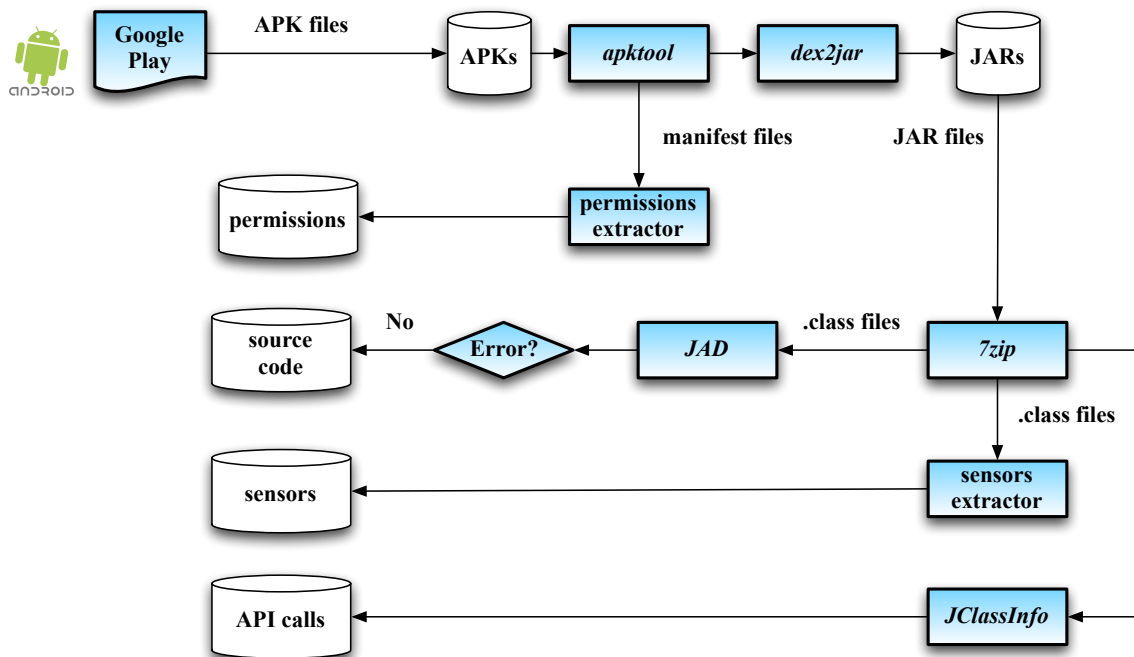 Google
Play
APK files
APKs
apktool
dex2jar
JARs
ANDROID
manifest files
JAR files
permissions
permissions
extractor
source
code
No
Error?
JAD
.class files
7zip
.class files
sensors
sensors
extractor
API calls
JClassInfo